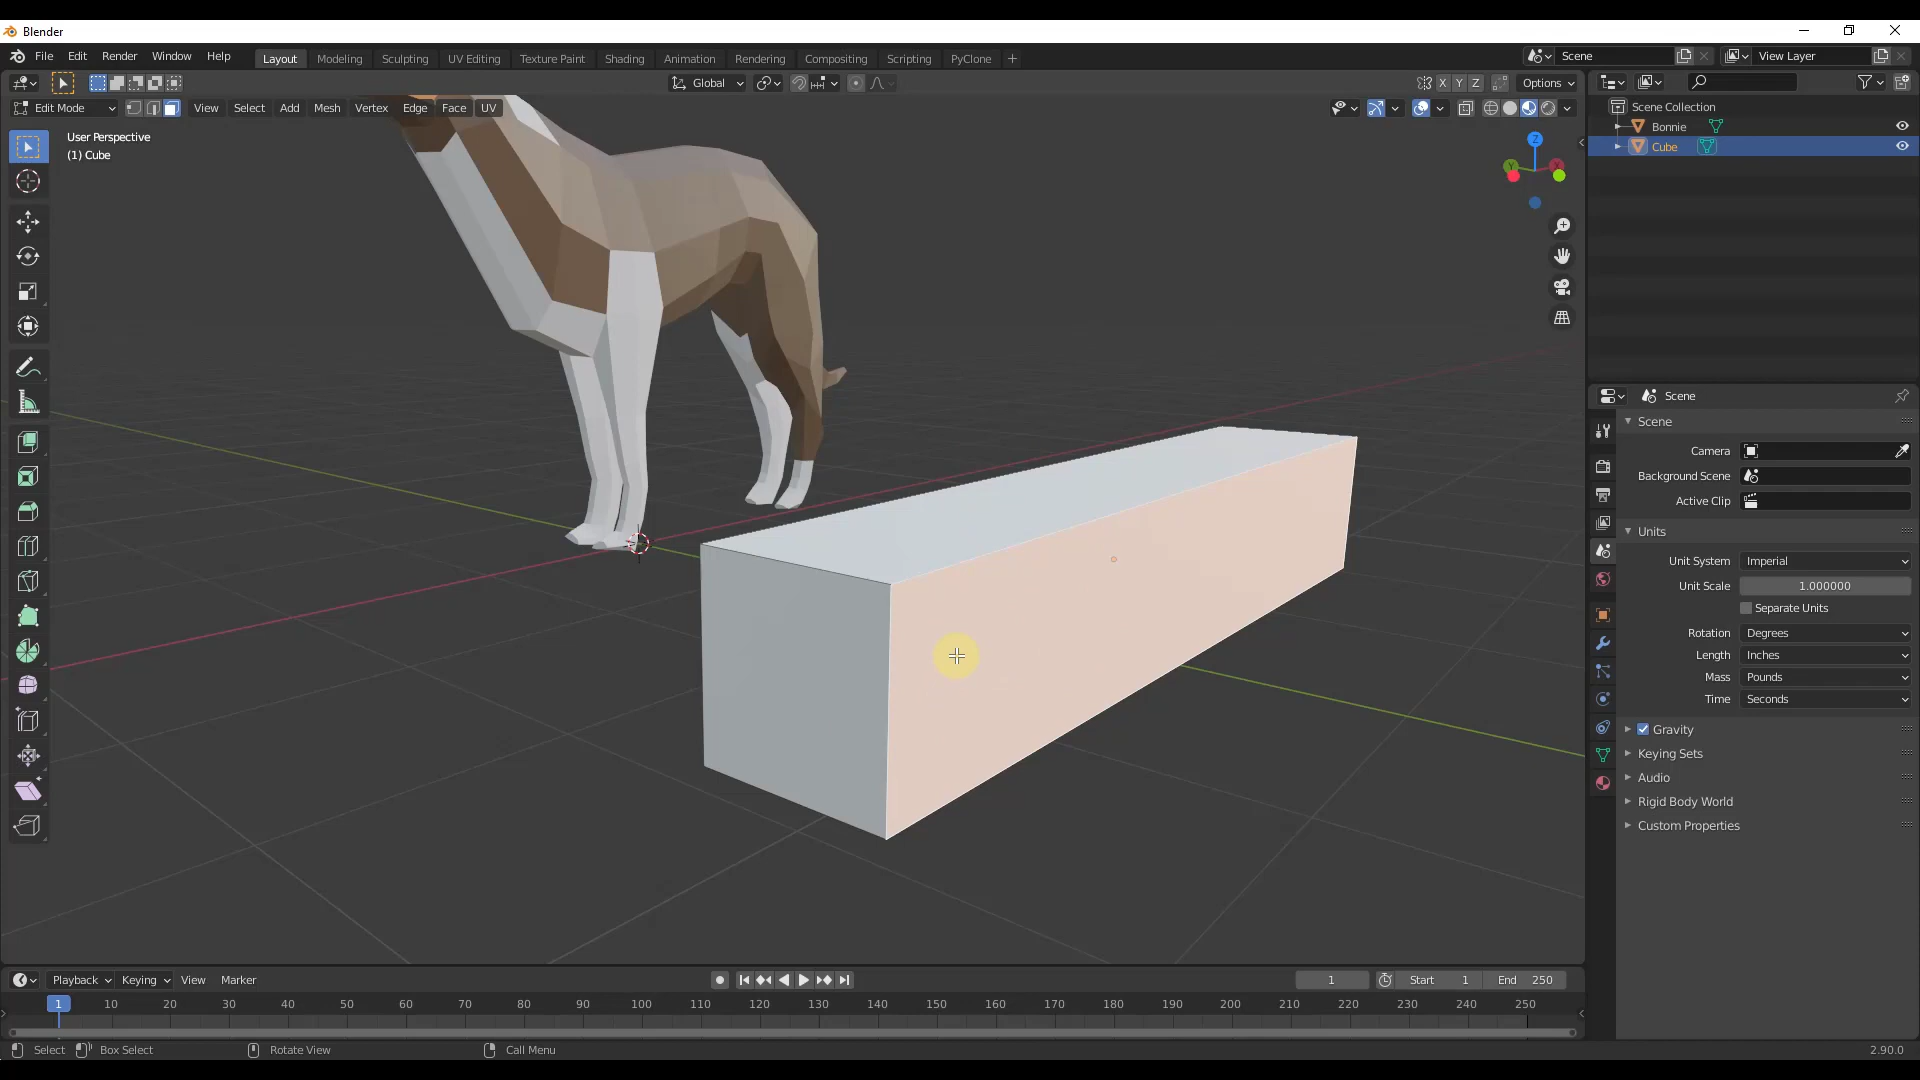 Blender
File Edit Render Window Help Layout Modeling Sculpting UV Editing Texture Paint Shading Animation Rendering Compositing Scripting PyClone + Scene View Layer
Global X Y Z Options
Edit Mode View Select Add Mesh Vertex Edge Face UV
User Perspective
(1) Cube
Z
Scene Collection
Bonnie
Cube
Scene
Scene
Camera
Background Scene
Active Clip
Units
Unit System Imperial
Unit Scale 1.000000
Separate Units
Rotation Degrees
Length Inches
Mass Pounds
Time Seconds
Gravity
Keying Sets
Audio
Rigid Body World
Custom Properties
Playback Keying View Marker 1 Start 1 End 250
1 10 20 30 40 50 60 70 80 90 100 110 120 130 140 150 160 170 180 190 200 210 220 230 240 250
Select Box Select Rotate View Call Menu 2.90.0